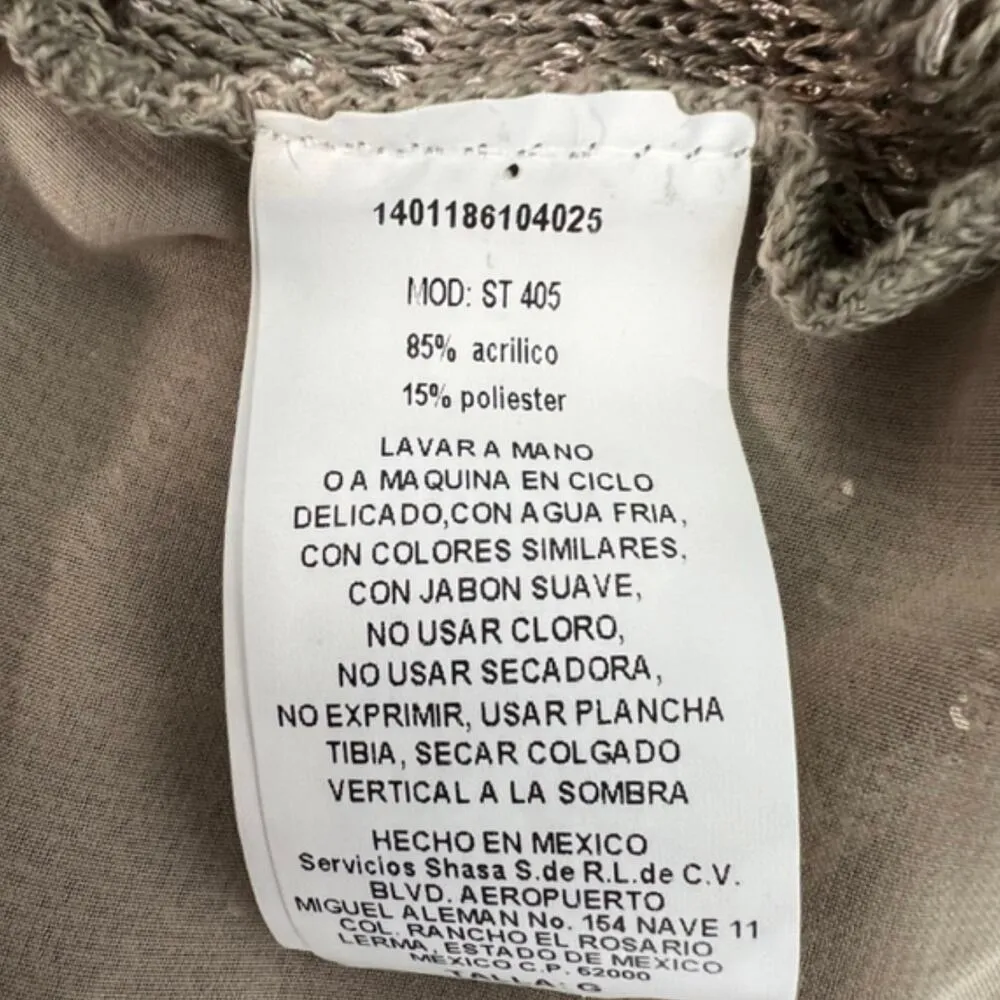 1401186104025
MOD: ST 405
85% acrilico
15% poliester
LAVAR A MANO
O A MAQUINA EN CICLO
DELICADO,CON AGUA FRIA,
CON COLORES SIMILARES,
CON JABON SUAVE,
NO USAR CLORO,
NO USAR SECADORA,
NO EXPRIMIR, USAR PLANCHA
TIBIA, SECAR COLGADO
VERTICAL A LA SOMBRA
HECHO EN MEXICO
Servicios Shasa S.de R.L.de C.V.
BLVD. AEROPUERTO
MIGUEL ALEMAN No. 154 NAVE 11
COL. RANCHO EL ROSARIO
LERMA, ESTADO DE MEXICO
MÉXICO C.P. 62000
TALLA: G